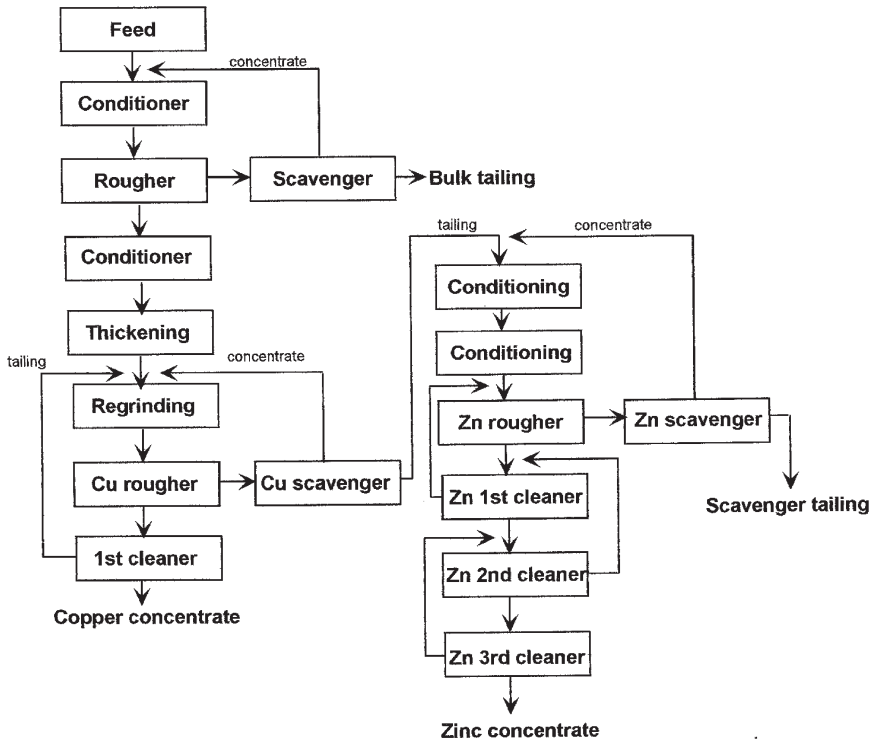 Feed
concentrate
Conditioner
Rougher
Scavenger
Bulk tailing
Conditioner
Thickening
tailing
concentrate
Regrinding
Cu rougher
Cu scavenger
1st cleaner
Copper concentrate
tailing
concentrate
Conditioning
Conditioning
Zn rougher
Zn scavenger
Zn 1st cleaner
Scavenger tailing
Zn 2nd cleaner
Zn 3rd cleaner
Zinc concentrate